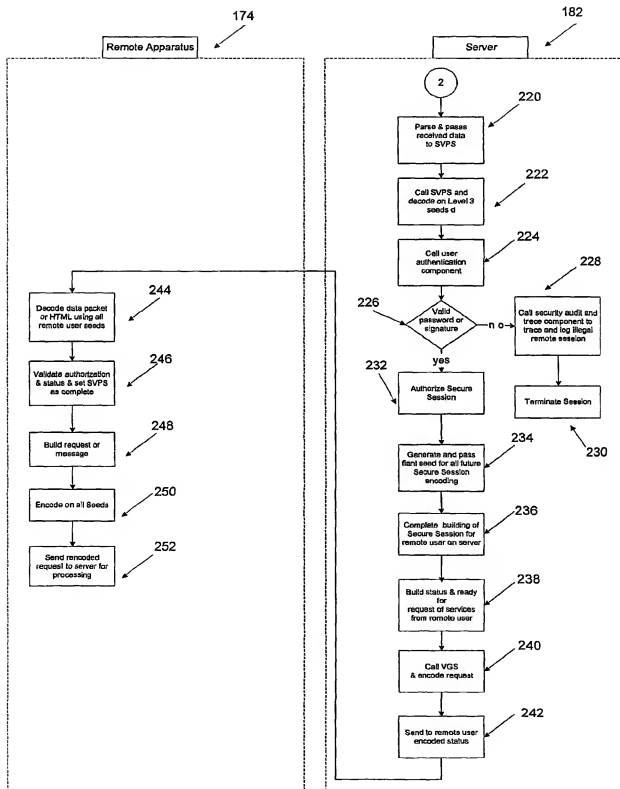 174
Remote Apparatus
182
Server
2
220
Parse & pases
received data
to SVPS
222
Call SVPS and
decode on Level 3
seeds d
224
Call user
authentication
component
226
Valid
password or
signature
no
228
Call security audit and
trace component to
trace and log illegal
remote session
Terminate Session
230
yes
232
Authorize Secure
Session
234
Generate and pass
seed for all future
Secure Session
encoding
236
Complete building of
Secure Session for
remote user on server
238
Build status & ready
for
request of services
from remote user
240
Call VGS
& encode request
242
Send to remote user
encoded status
244
Decode data packet
or HTML using all
remote user seeds
246
Validate authorization
& status & set SVPS
as complete
248
Build request or
message
250
Encode on all Seeds
252
Send rencoded
request to server for
processing